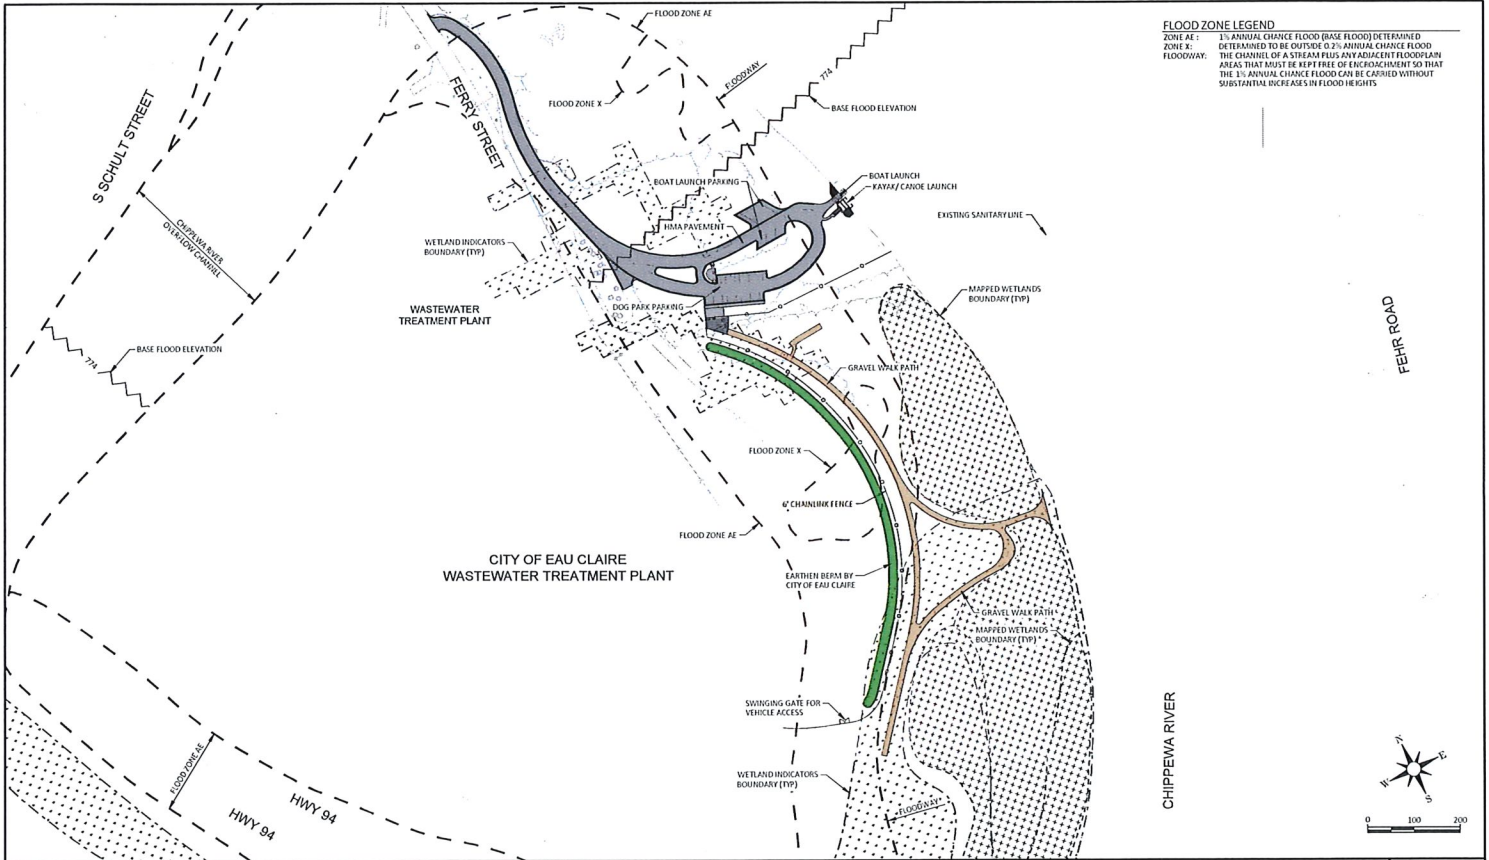 FLOOD ZONE LEGEND
ZONE AE : 1% ANNUAL CHANCE FLOOD (BASE FLOOD) DETERMINED
ZONE X: DETERMINED TO BE OUTSIDE 0.2% ANNUAL CHANCE FLOOD
FLOODWAY: THE CHANNEL OF A STREAM PLUS ANY ADJACENT FLOODPLAIN
AREAS THAT MUST BE KEPT FREE OF ENCROACHMENT SO THAT
THE 1% ANNUAL CHANCE FLOOD CAN BE CARRIED WITHOUT
SUBSTANTIAL INCREASES IN FLOOD HEIGHTS
FLOOD ZONE AE
FLOODWAY
774
FLOOD ZONE X
BASE FLOOD ELEVATION
FERRY STREET
S SCHULT STREET
BOAT LAUNCH
KAYAK/ CANOE LAUNCH
BOAT LAUNCH PARKING
EXISTING SANITARY LINE
HMA PAVEMENT
CHIPPEWA RIVER
OVERFLOW CHANNEL
WETLAND INDICATORS
BOUNDARY (TYP)
MAPPED WETLANDS
BOUNDARY (TYP)
WASTEWATER
TREATMENT PLANT
DOG PARK PARKING
BASE FLOOD ELEVATION
774
FEHR ROAD
GRAVEL WALK PATH
FLOOD ZONE X
6' CHAINLINK FENCE
FLOOD ZONE AE
CITY OF EAU CLAIRE
WASTEWATER TREATMENT PLANT
EARTHEN BERM BY
CITY OF EAU CLAIRE
GRAVEL WALK PATH
MAPPED WETLANDS
BOUNDARY (TYP)
SWINGING GATE FOR
VEHICLE ACCESS
CHIPPEWA RIVER
FLOOD ZONE AE
WETLAND INDICATORS
BOUNDARY (TYP)
FLOODWAY
HWY 94
HWY 94
N
E
W
S
0 100 200